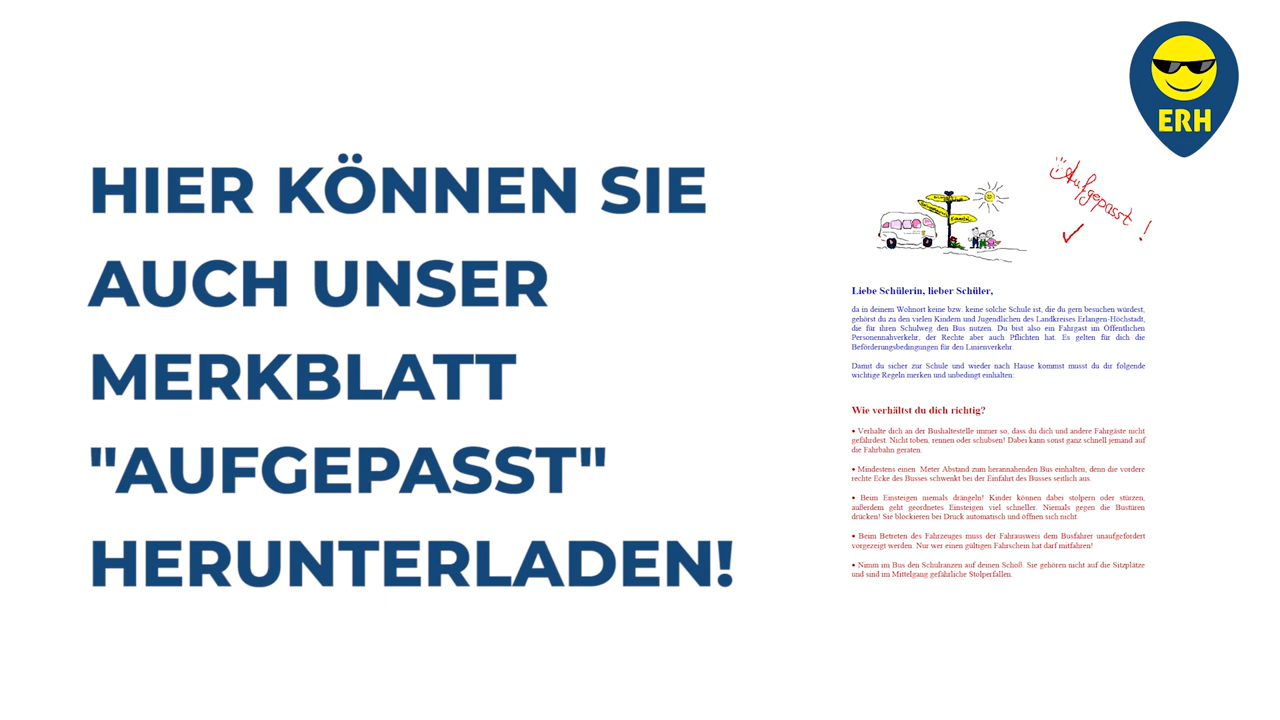 HIER KÖNNEN SIE
AUCH UNSER
MERKBLATT
"AUFGEPASST"
HERUNTERLADEN!
ERH
Aufgepasst !
Liebe Schülerin, lieber Schüler,
da in deinem Wohnort keine bzw. keine solche Schule ist, die du gern besuchen würdest,
gehörst du zu den vielen Kindern und Jugendlichen des Landkreises Erlangen-Höchstadt,
die für ihren Schulweg den Bus nutzen. Du bist also ein Fahrgast im Öffentlichen
Personennahverkehr, der Rechte aber auch Pflichten hat. Es gelten für dich die
Beförderungsbedingungen für den Linienverkehr.
Damit du sicher zur Schule und wieder nach Hause kommst musst du dir folgende
wichtige Regeln merken und unbedingt einhalten:
Wie verhältst du dich richtig?
• Verhalte dich an der Bushaltestelle immer so, dass du dich und andere Fahrgäste nicht
gefährdest. Nicht toben, rennen oder schubsen! Dabei kann sonst ganz schnell jemand auf
die Fahrbahn geraten.
• Mindestens einen Meter Abstand zum herannahenden Bus einhalten, denn die vordere
rechte Ecke des Busses schwenkt bei der Einfahrt des Busses seitlich aus.
• Beim Einsteigen niemals drängeln! Kinder können dabei stolpern oder stürzen,
außerdem geht geordnetes Einsteigen viel schneller. Niemals gegen die Bustüren
drücken! Sie blockieren bei Druck automatisch und öffnen sich nicht.
• Beim Betreten des Fahrzeuges muss der Fahrausweis dem Busfahrer unaufgefordert
vorgezeigt werden. Nur wer einen gültigen Fahrschein hat darf mitfahren!
• Nimm im Bus den Schulranzen auf deinen Schoß. Sie gehören nicht auf die Sitzplätze
und sind im Mittelgang gefährliche Stolperfallen.